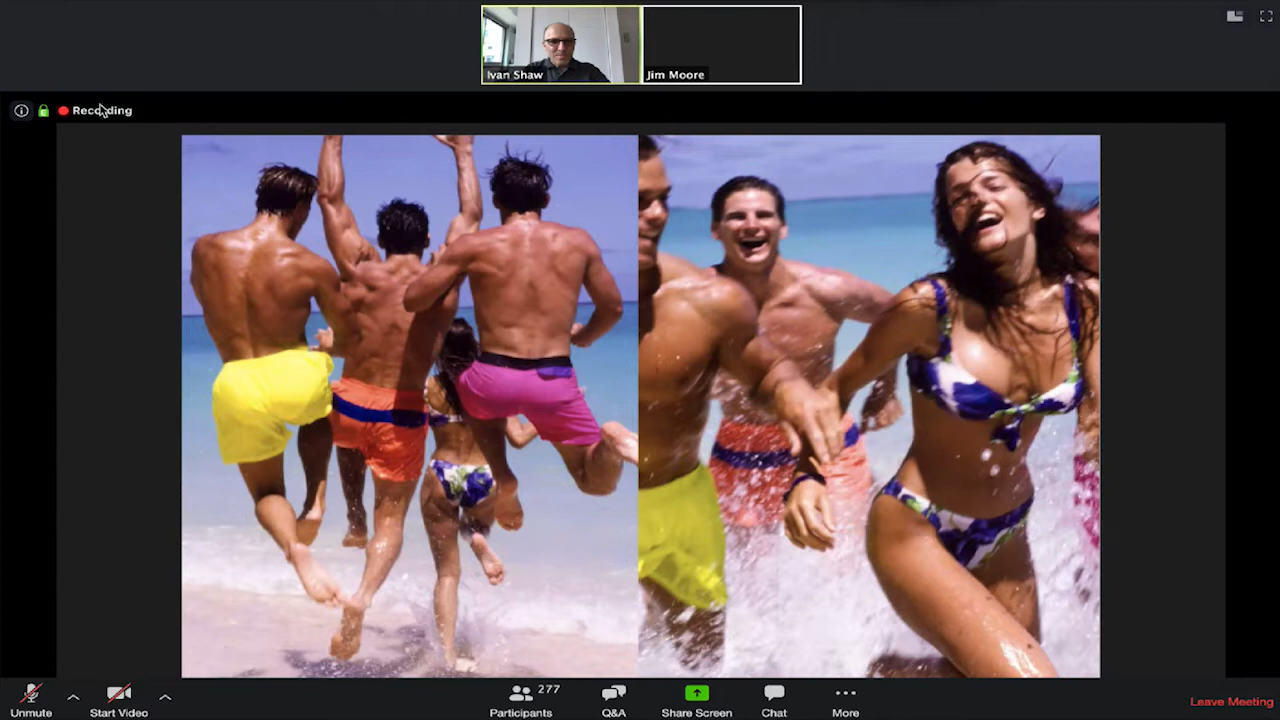 Ivan Shaw
Jim Moore
Recording
277
Unmute
Start Video
Participants
Q&A
Share Screen
Chat
More
Leave Meeting